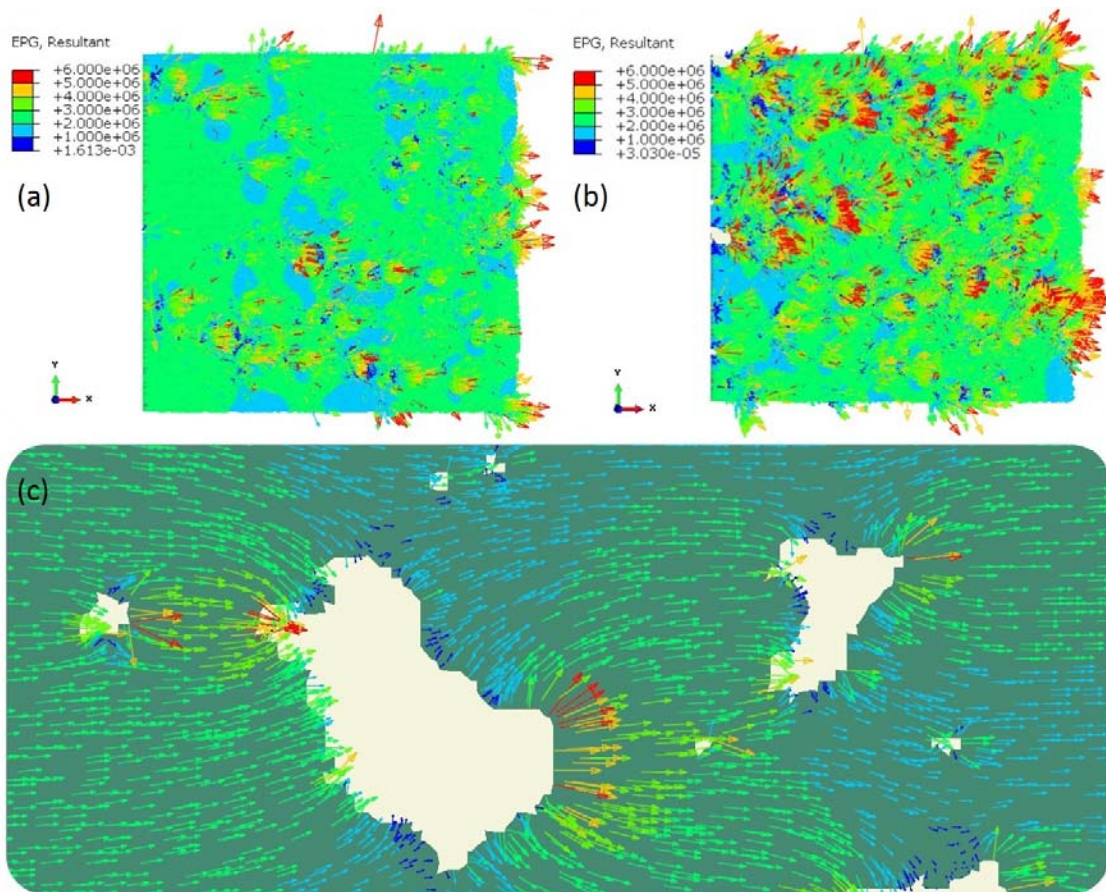 EPG, Resultant
+6.000e+06
+5.000e+06
+4.000e+06
+3.000e+06
+2.000e+06
+1.000e+06
+1.613e-03
(a)
Y
X
EPG, Resultant
+6.000e+06
+5.000e+06
+4.000e+06
+3.000e+06
+2.000e+06
+1.000e+06
+3.030e-05
(b)
Y
X
(c)